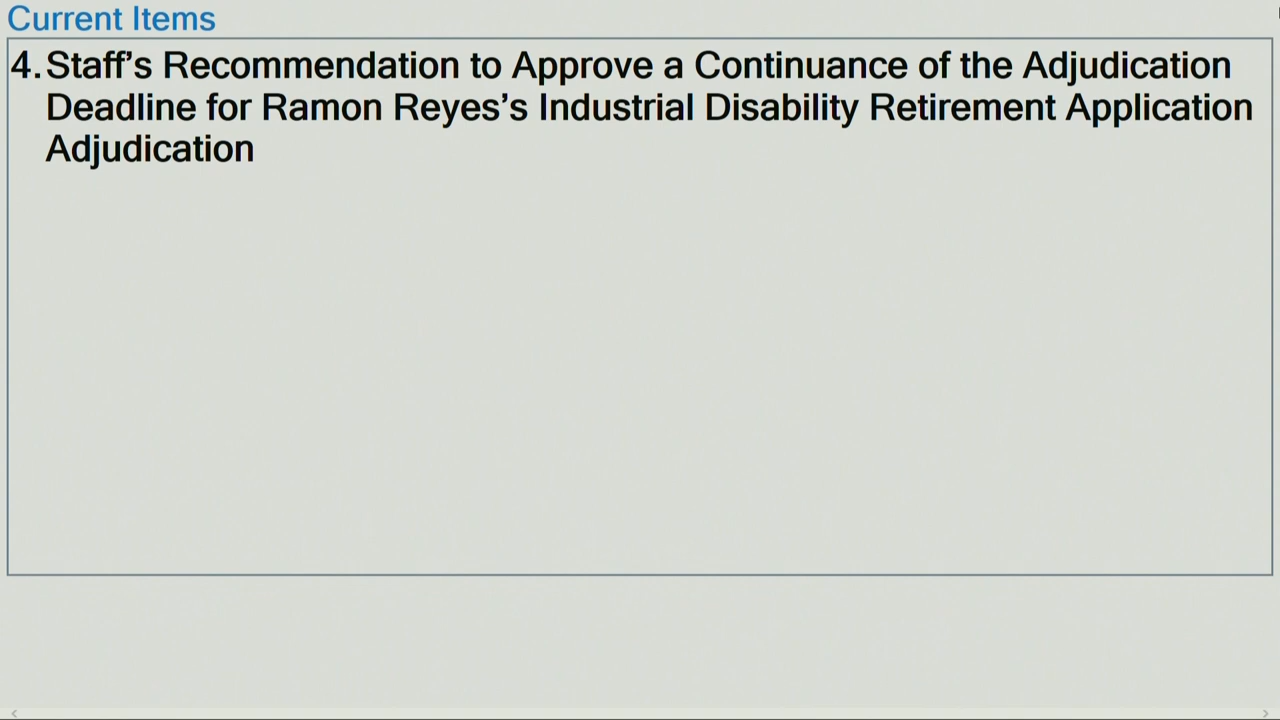 Current Items
4. Staff’s Recommendation to Approve a Continuance of the Adjudication
Deadline for Ramon Reyes’s Industrial Disability Retirement Application
Adjudication